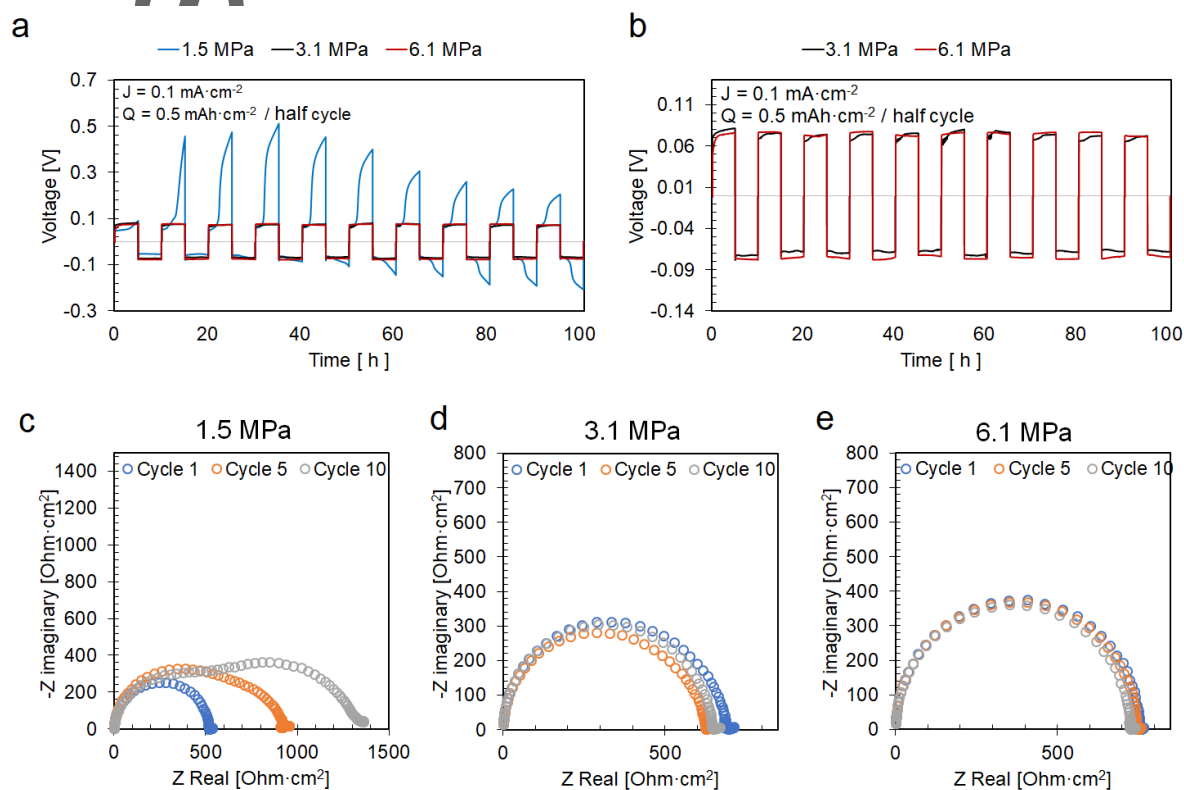 a
1.5 MPa 3.1 MPa 6.1 MPa
J = 0.1 mA·cm⁻²
Q = 0.5 mAh·cm⁻² / half cycle
Voltage [V]
0.7
0.5
0.3
0.1
-0.1
-0.3
0 20 40 60 80 100
Time [ h ]
b
3.1 MPa 6.1 MPa
J = 0.1 mA·cm⁻²
Q = 0.5 mAh·cm⁻² / half cycle
Voltage [V]
0.11
0.06
0.01
-0.04
-0.09
-0.14
0 20 40 60 80 100
Time [ h ]
c
1.5 MPa
Cycle 1 Cycle 5 Cycle 10
-Z imaginary [Ohm·cm²]
1400
1200
1000
800
600
400
200
0
0 500 1000 1500
Z Real [Ohm·cm²]
d
3.1 MPa
Cycle 1 Cycle 5 Cycle 10
-Z imaginary [Ohm·cm²]
800
700
600
500
400
300
200
100
0
0 500
Z Real [Ohm·cm²]
e
6.1 MPa
Cycle 1 Cycle 5 Cycle 10
-Z imaginary [Ohm·cm²]
800
700
600
500
400
300
200
100
0
0 500
Z Real [Ohm·cm²]